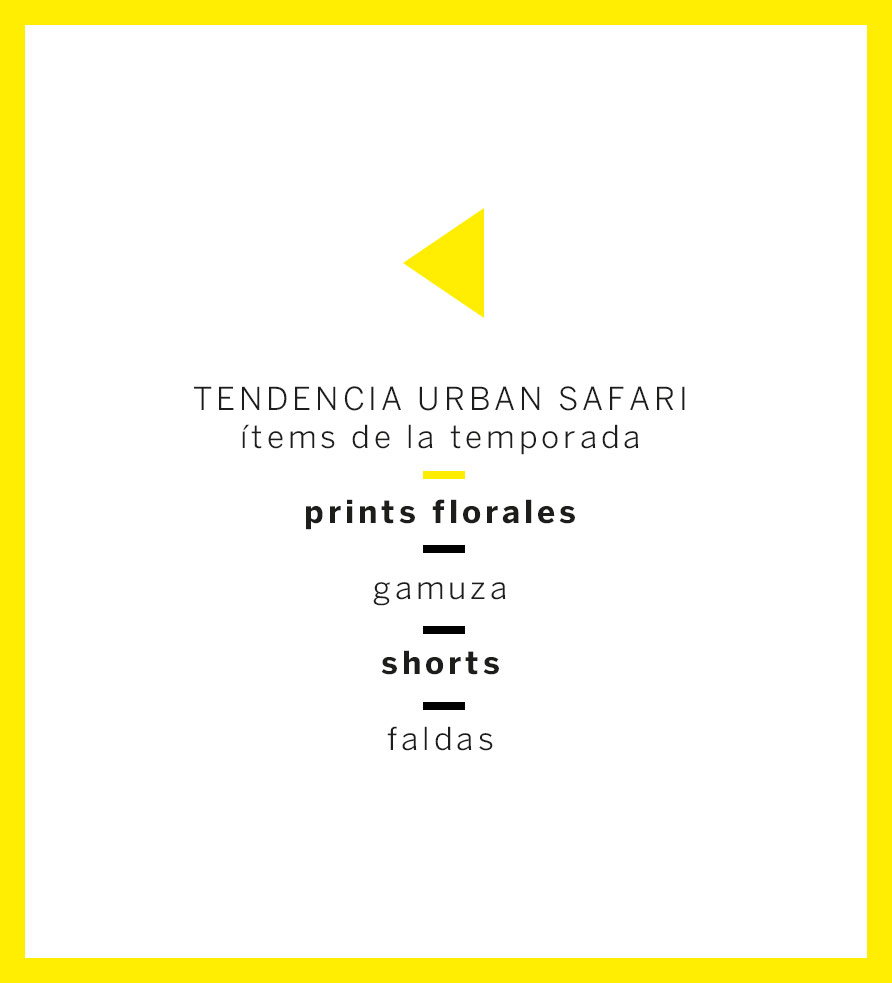 TENDENCIA URBAN SAFARI
ítems de la temporada
prints florales
gamuza
shorts
faldas